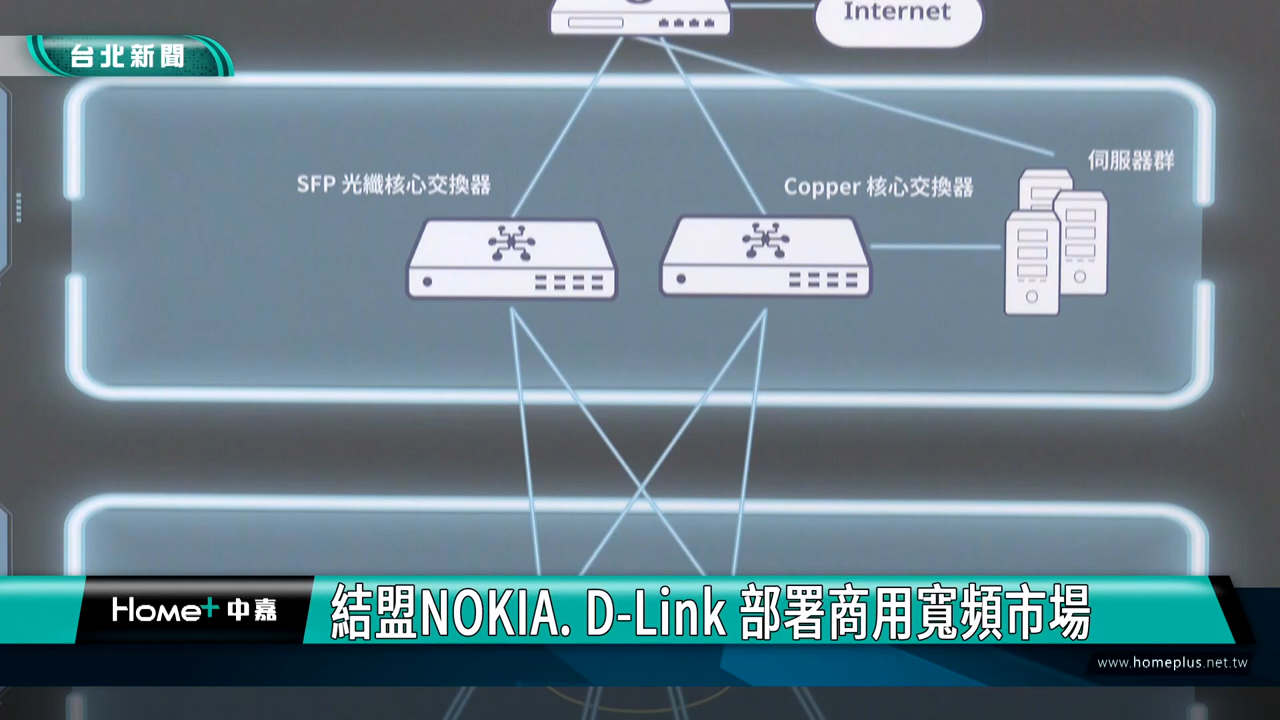 Internet
台北新聞
伺服器群
SFP 光纖核心交換器
Copper 核心交換器
Home+中嘉
結盟NOKIA. D-Link 部署商用寬頻市場
www.homeplus.net.tw